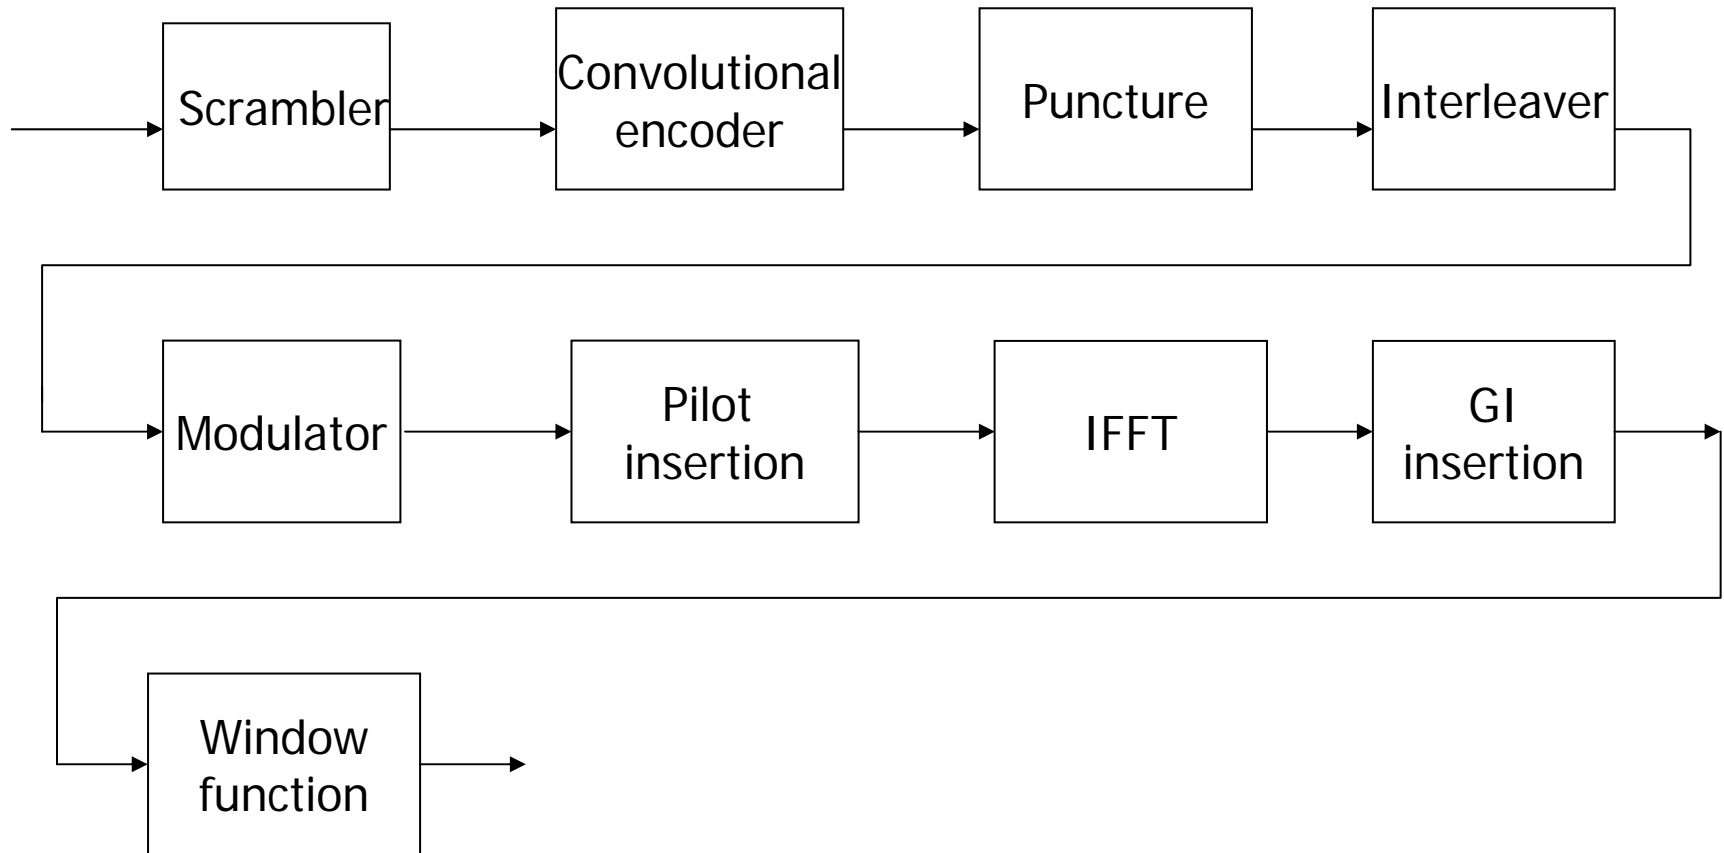 Scrambler
Convolutional
encoder
Puncture
Interleaver
Modulator
Pilot
insertion
IFFT
GI
insertion
Window
function